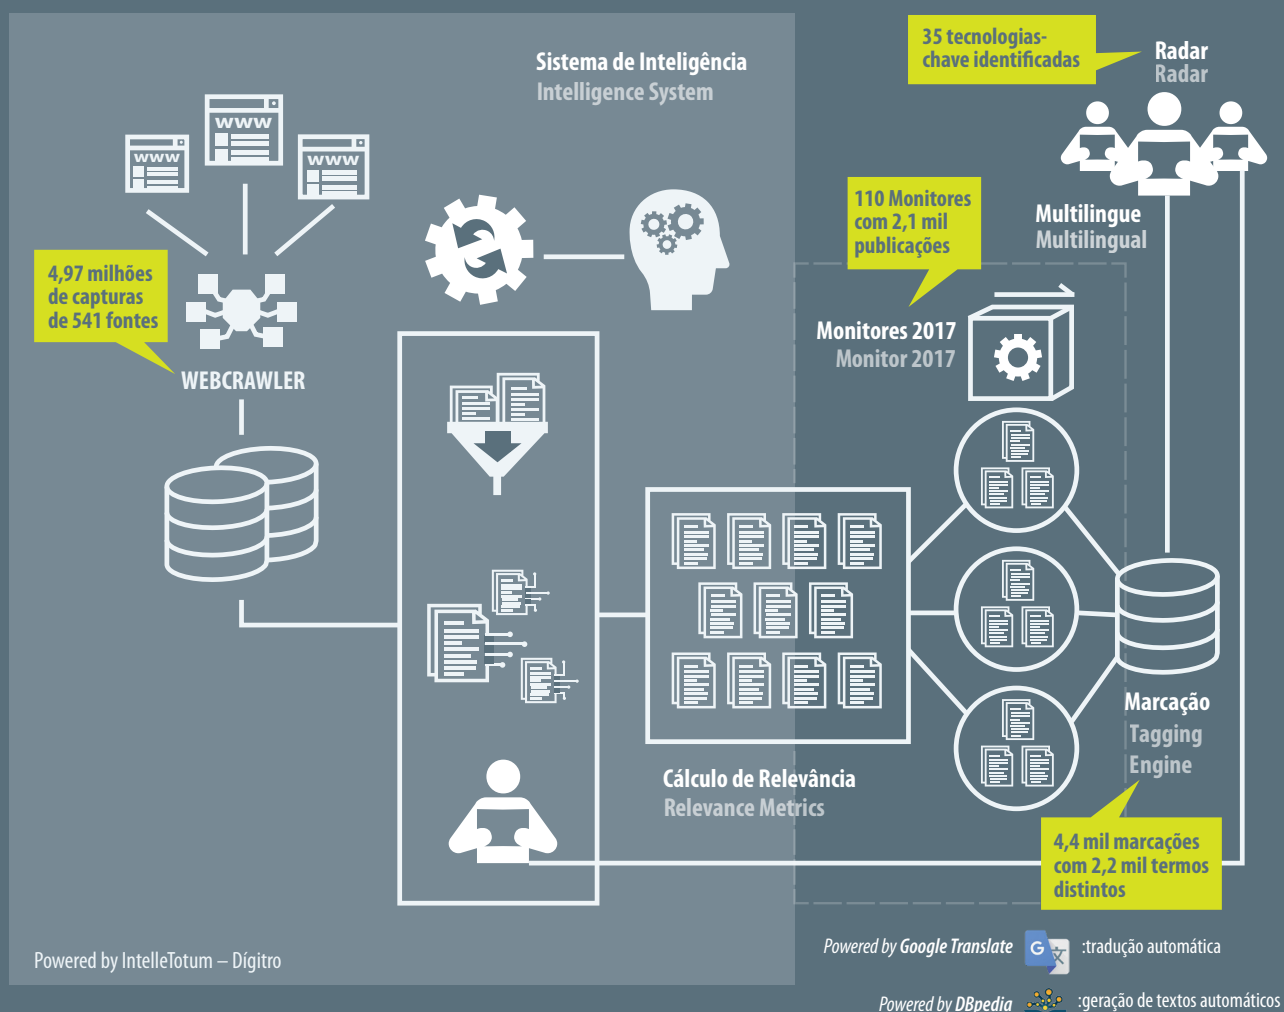 35 tecnologias-
chave identificadas
Radar
Radar
Sistema de Inteligência
Intelligence System
www
www
www
110 Monitores
com 2,1 mil
publicações
Multilingue
Multilingual
4,97 milhões
de capturas
de 541 fontes
WEBCRAWLER
Monitores 2017
Monitor 2017
Marcação
Tagging
Engine
Cálculo de Relevância
Relevance Metrics
4,4 mil marcações
com 2,2 mil termos
distintos
Powered by IntelleTotum – Dígitro
Powered by Google Translate G 文 :tradução automática
Powered by DBpedia :geração de textos automáticos